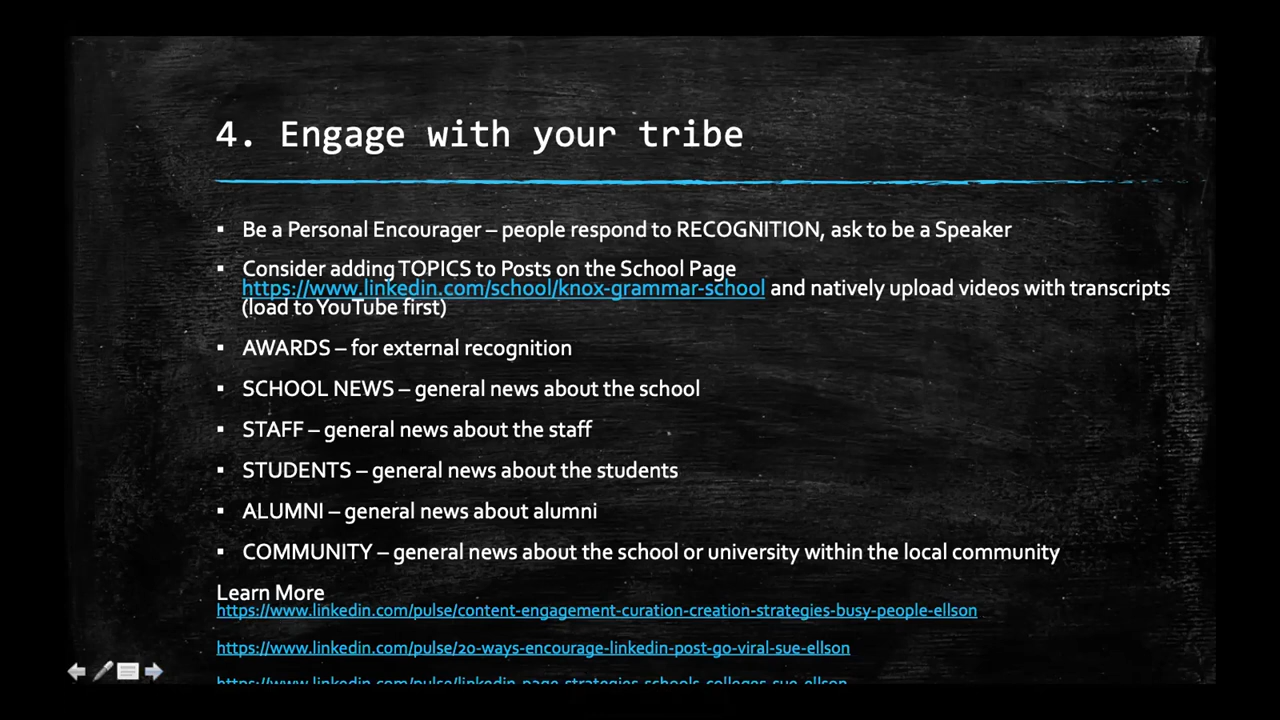 4. Engage with your tribe
▪ Be a Personal Encourager – people respond to RECOGNITION, ask to be a Speaker
▪ Consider adding TOPICS to Posts on the School Page
https://www.linkedin.com/school/knox-grammar-school and natively upload videos with transcripts
(load to YouTube first)
▪ AWARDS – for external recognition
▪ SCHOOL NEWS – general news about the school
▪ STAFF – general news about the staff
▪ STUDENTS – general news about the students
▪ ALUMNI – general news about alumni
▪ COMMUNITY – general news about the school or university within the local community
Learn More
https://www.linkedin.com/pulse/content-engagement-curation-creation-strategies-busy-people-ellson
https://www.linkedin.com/pulse/20-ways-encourage-linkedin-post-go-viral-sue-ellson
https://www.linkedin.com/pulse/linkedin-page-strategies-schools-colleges-sue-ellson